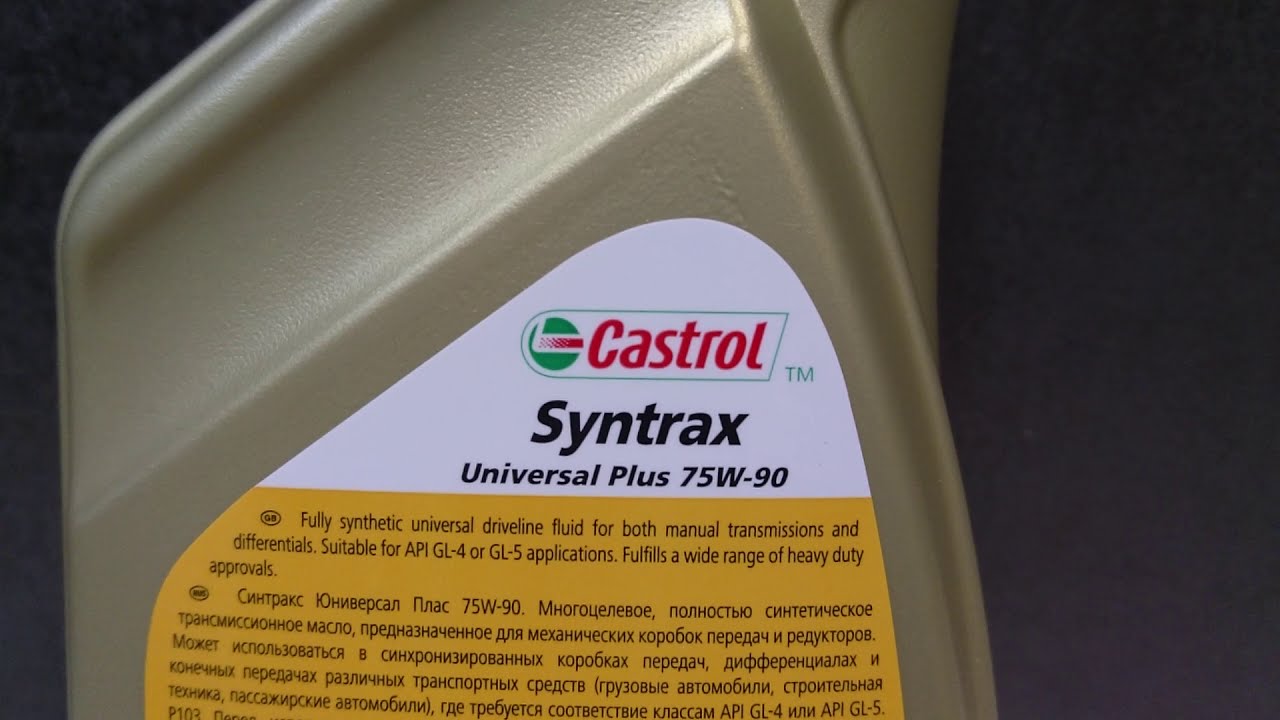 Castrol
TM
Syntrax
Universal Plus 75W-90
GB Fully synthetic universal driveline fluid for both manual transmissions and
differentials. Suitable for API GL-4 or GL-5 applications. Fulfills a wide range of heavy duty
approvals.
RUS Синтракс Юниверсал Плас 75W-90. Многоцелевое, полностью синтетическое
трансмиссионное масло, предназначенное для механических коробок передач и редукторов.
Может использоваться в синхронизированных коробках передач, дифференциалах и
конечных передачах различных транспортных средств (грузовые автомобили, строительная
техника, пассажирские автомобили), где требуется соответствие классам API GL-4 или API GL-5.
P103